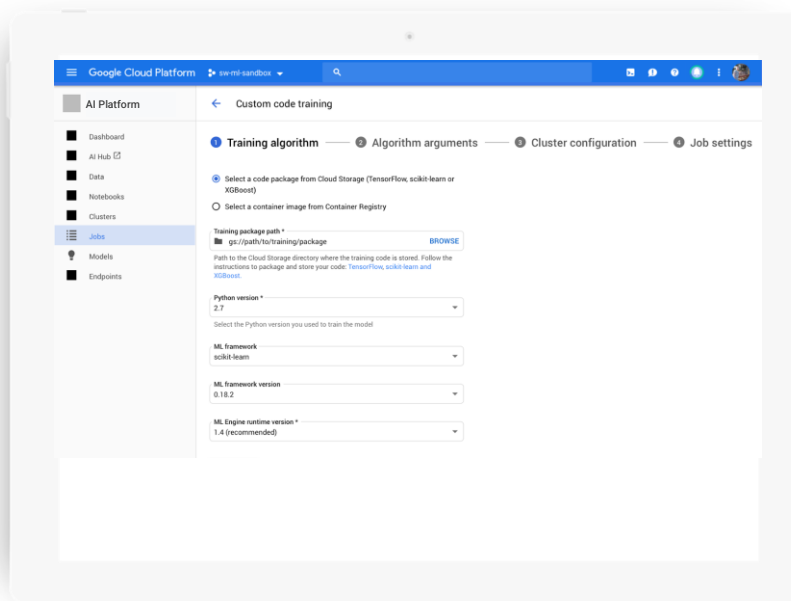 Google Cloud Platform sw-ml-sandbox
AI Platform
Custom code training
Dashboard
AI Hub
Data
Notebooks
Clusters
Jobs
Models
Endpoints
1 Training algorithm 2 Algorithm arguments 3 Cluster configuration 4 Job settings
Select a code package from Cloud Storage (TensorFlow, scikit-learn or
XGBoost)
Select a container image from Container Registry
Training package path *
gs://path/to/training/package BROWSE
Path to the Cloud Storage directory where the training code is stored. Follow the
instructions to package and store your code: TensorFlow, scikit-learn and
XGBoost.
Python version *
2.7
Select the Python version you used to train the model
ML framework
scikit-learn
ML framework version
0.18.2
ML Engine runtime version *
1.4 (recommended)